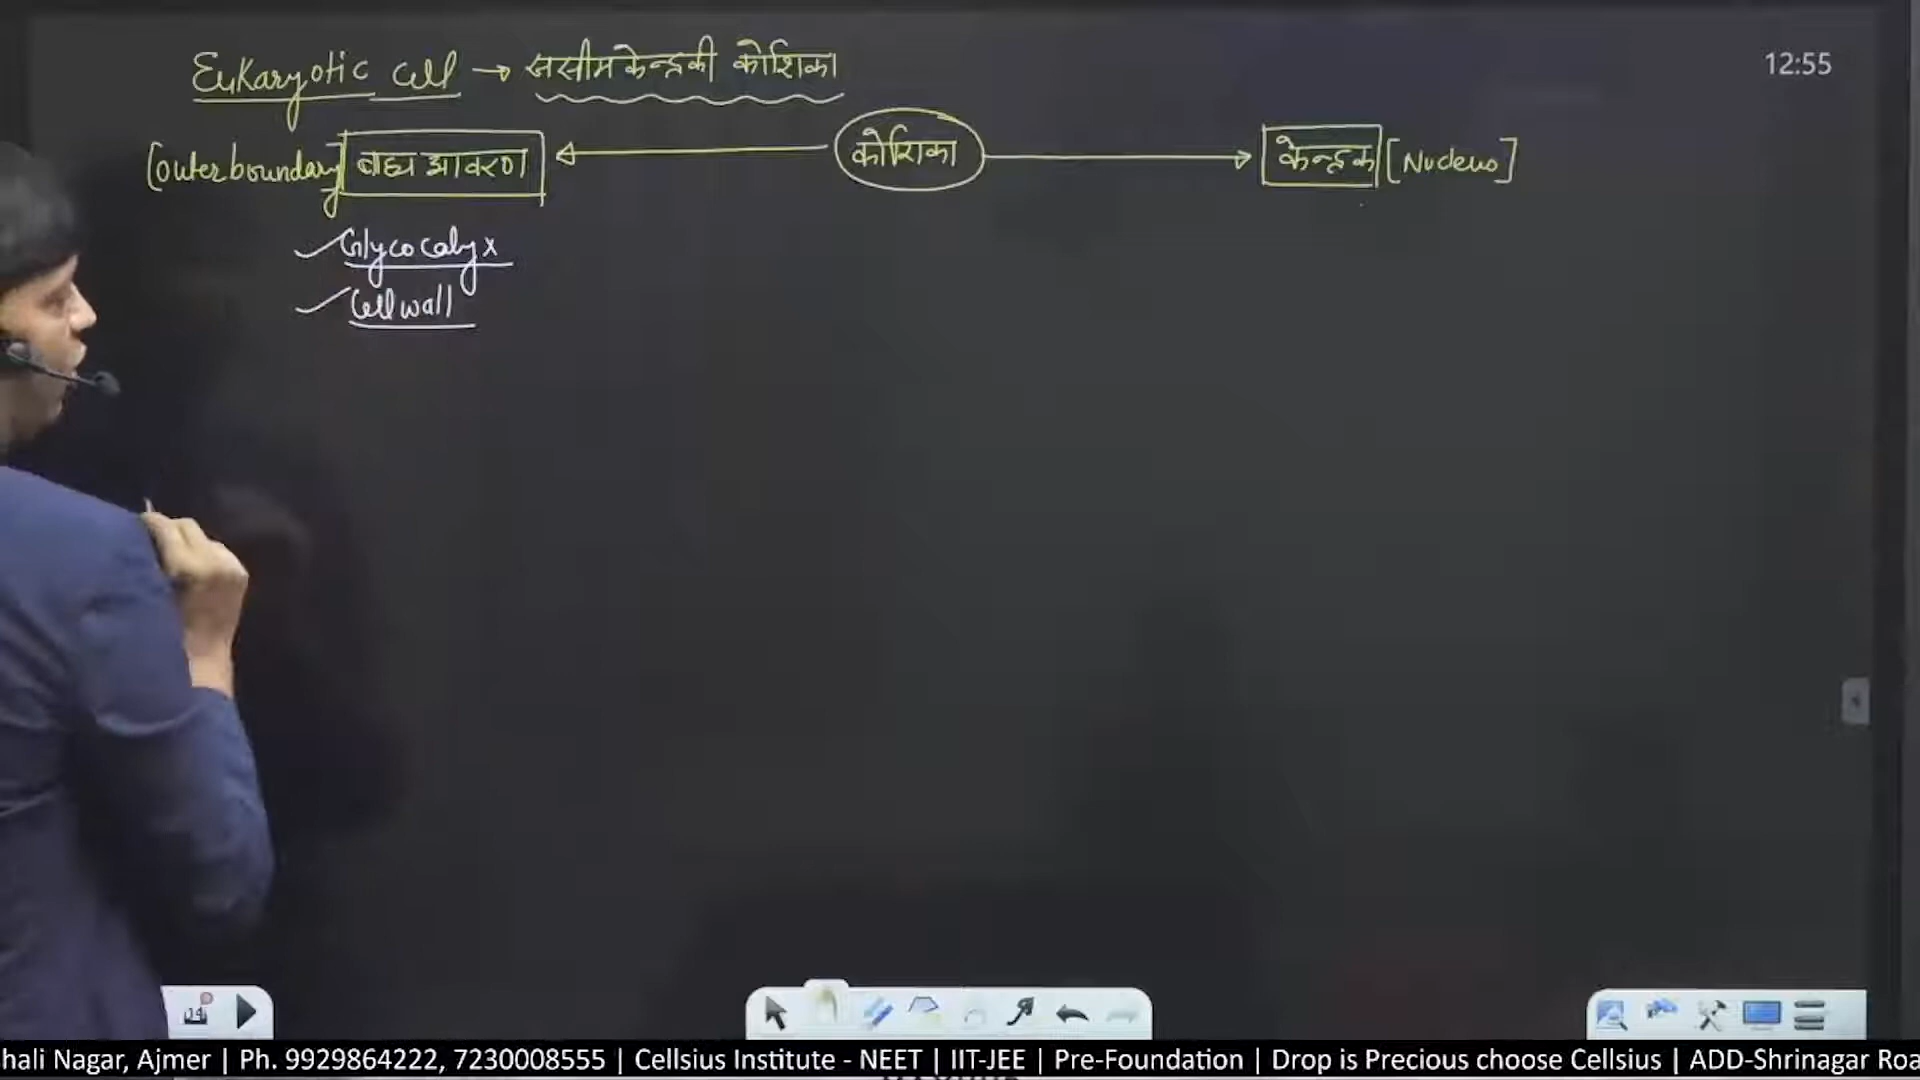 Eukaryotic cell → ससीमकेन्द्रकी कोशिका
12:55
[outer boundary] बाह्य आवरण
कोशिका
केन्द्रक [Nucleus]
Glycocalyx
Cell wall
hali Nagar, Ajmer | Ph. 9929864222, 7230008555 | Cellsius Institute - NEET | IIT-JEE | Pre-Foundation | Drop is Precious choose Cellsius | ADD-Shrinagar Roa